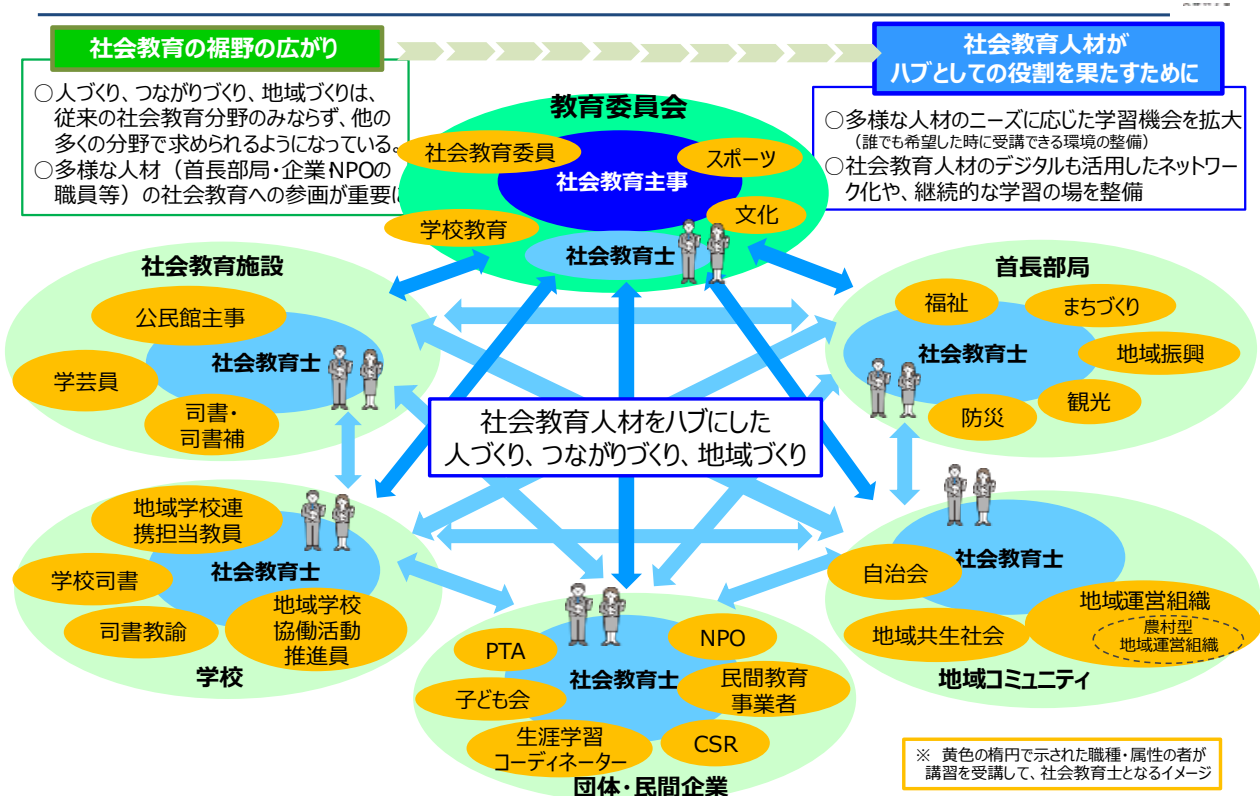 社会教育の裾野の広がり
社会教育人材が
ハブとしての役割を果たすために
○人づくり、つながりづくり、地域づくりは、
従来の社会教育分野のみならず、他の
多くの分野で求められるようになっている。
○多様な人材（首長部局・企業・NPOの
職員等）の社会教育への参画が重要に
○多様な人材のニーズに応じた学習機会を拡大
（誰でも希望した時に受講できる環境の整備）
○社会教育人材のデジタルも活用したネットワー
ク化や、継続的な学習の場を整備
教育委員会
社会教育委員
スポーツ
社会教育主事
文化
学校教育
社会教育士
社会教育施設
公民館主事
社会教育士
学芸員
司書・
司書補
首長部局
福祉
まちづくり
社会教育士
地域振興
観光
防災
社会教育人材をハブにした
人づくり、つながりづくり、地域づくり
地域学校連
携担当教員
学校司書
社会教育士
司書教諭
地域学校
協働活動
推進員
学校
PTA
NPO
社会教育士
子ども会
民間教育
事業者
生涯学習
コーディネーター
CSR
団体・民間企業
社会教育士
自治会
地域運営組織
農村型
地域運営組織
地域共生社会
地域コミュニティ
※ 黄色の楕円で示された職種・属性の者が
講習を受講して、社会教育士となるイメージ